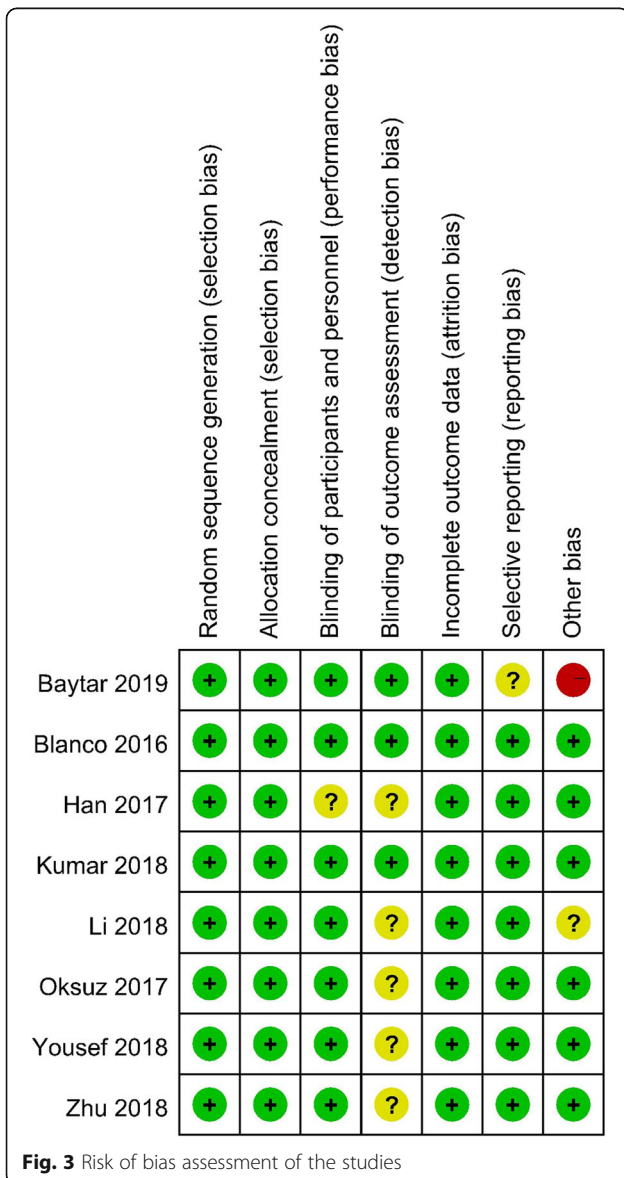 Random sequence generation (selection bias)
Allocation concealment (selection bias)
Blinding of participants and personnel (performance bias)
Blinding of outcome assessment (detection bias)
Incomplete outcome data (attrition bias)
Selective reporting (reporting bias)
Other bias
Baytar 2019 + + + + + ? –
Blanco 2016 + + + + + + +
Han 2017 + + ? ? + + +
Kumar 2018 + + + + + + +
Li 2018 + + + ? + + ?
Oksuz 2017 + + + ? + + +
Yousef 2018 + + + ? + + +
Zhu 2018 + + + ? + + +
Fig. 3 Risk of bias assessment of the studies